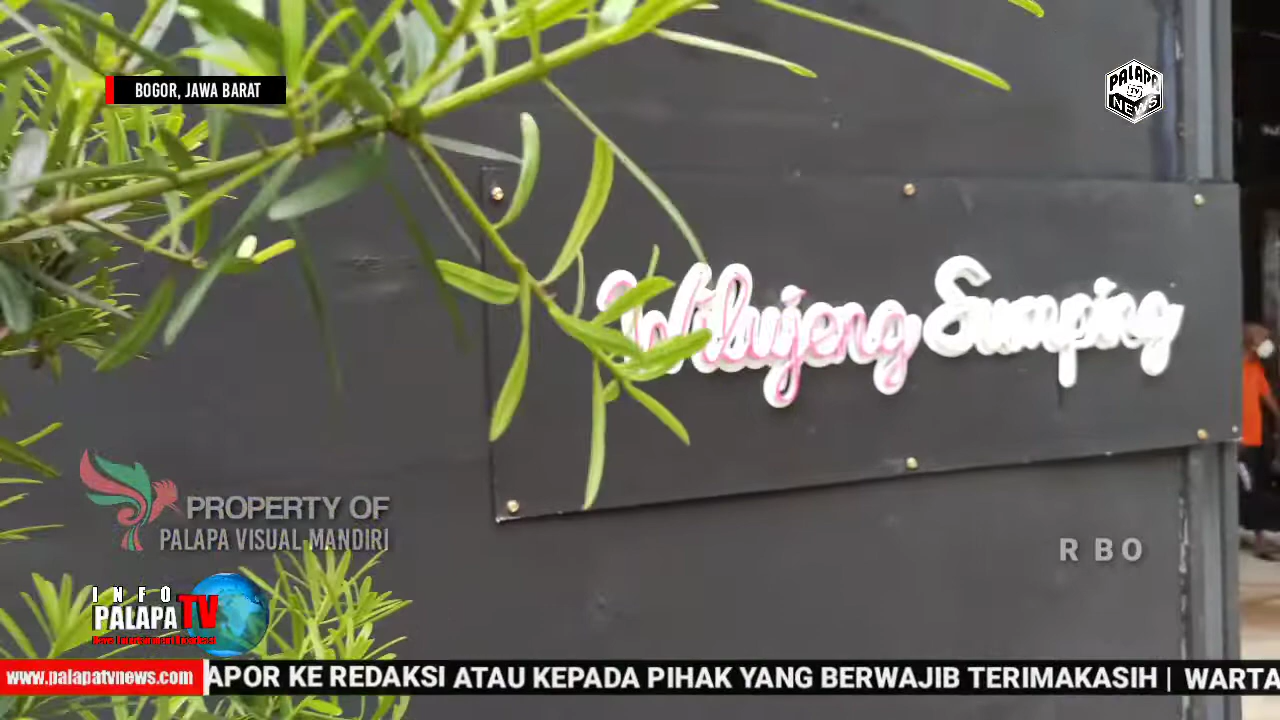 BOGOR, JAWA BARAT
PALAPA
TV
NEWS
Wilujeng Sumping
PROPERTY OF
PALAPA VISUAL MANDIRI
R B O
INFO
PALAPA TV
www.palapatvnews.com
APOR KE REDAKSI ATAU KEPADA PIHAK YANG BERWAJIB TERIMAKASIH | WARTA